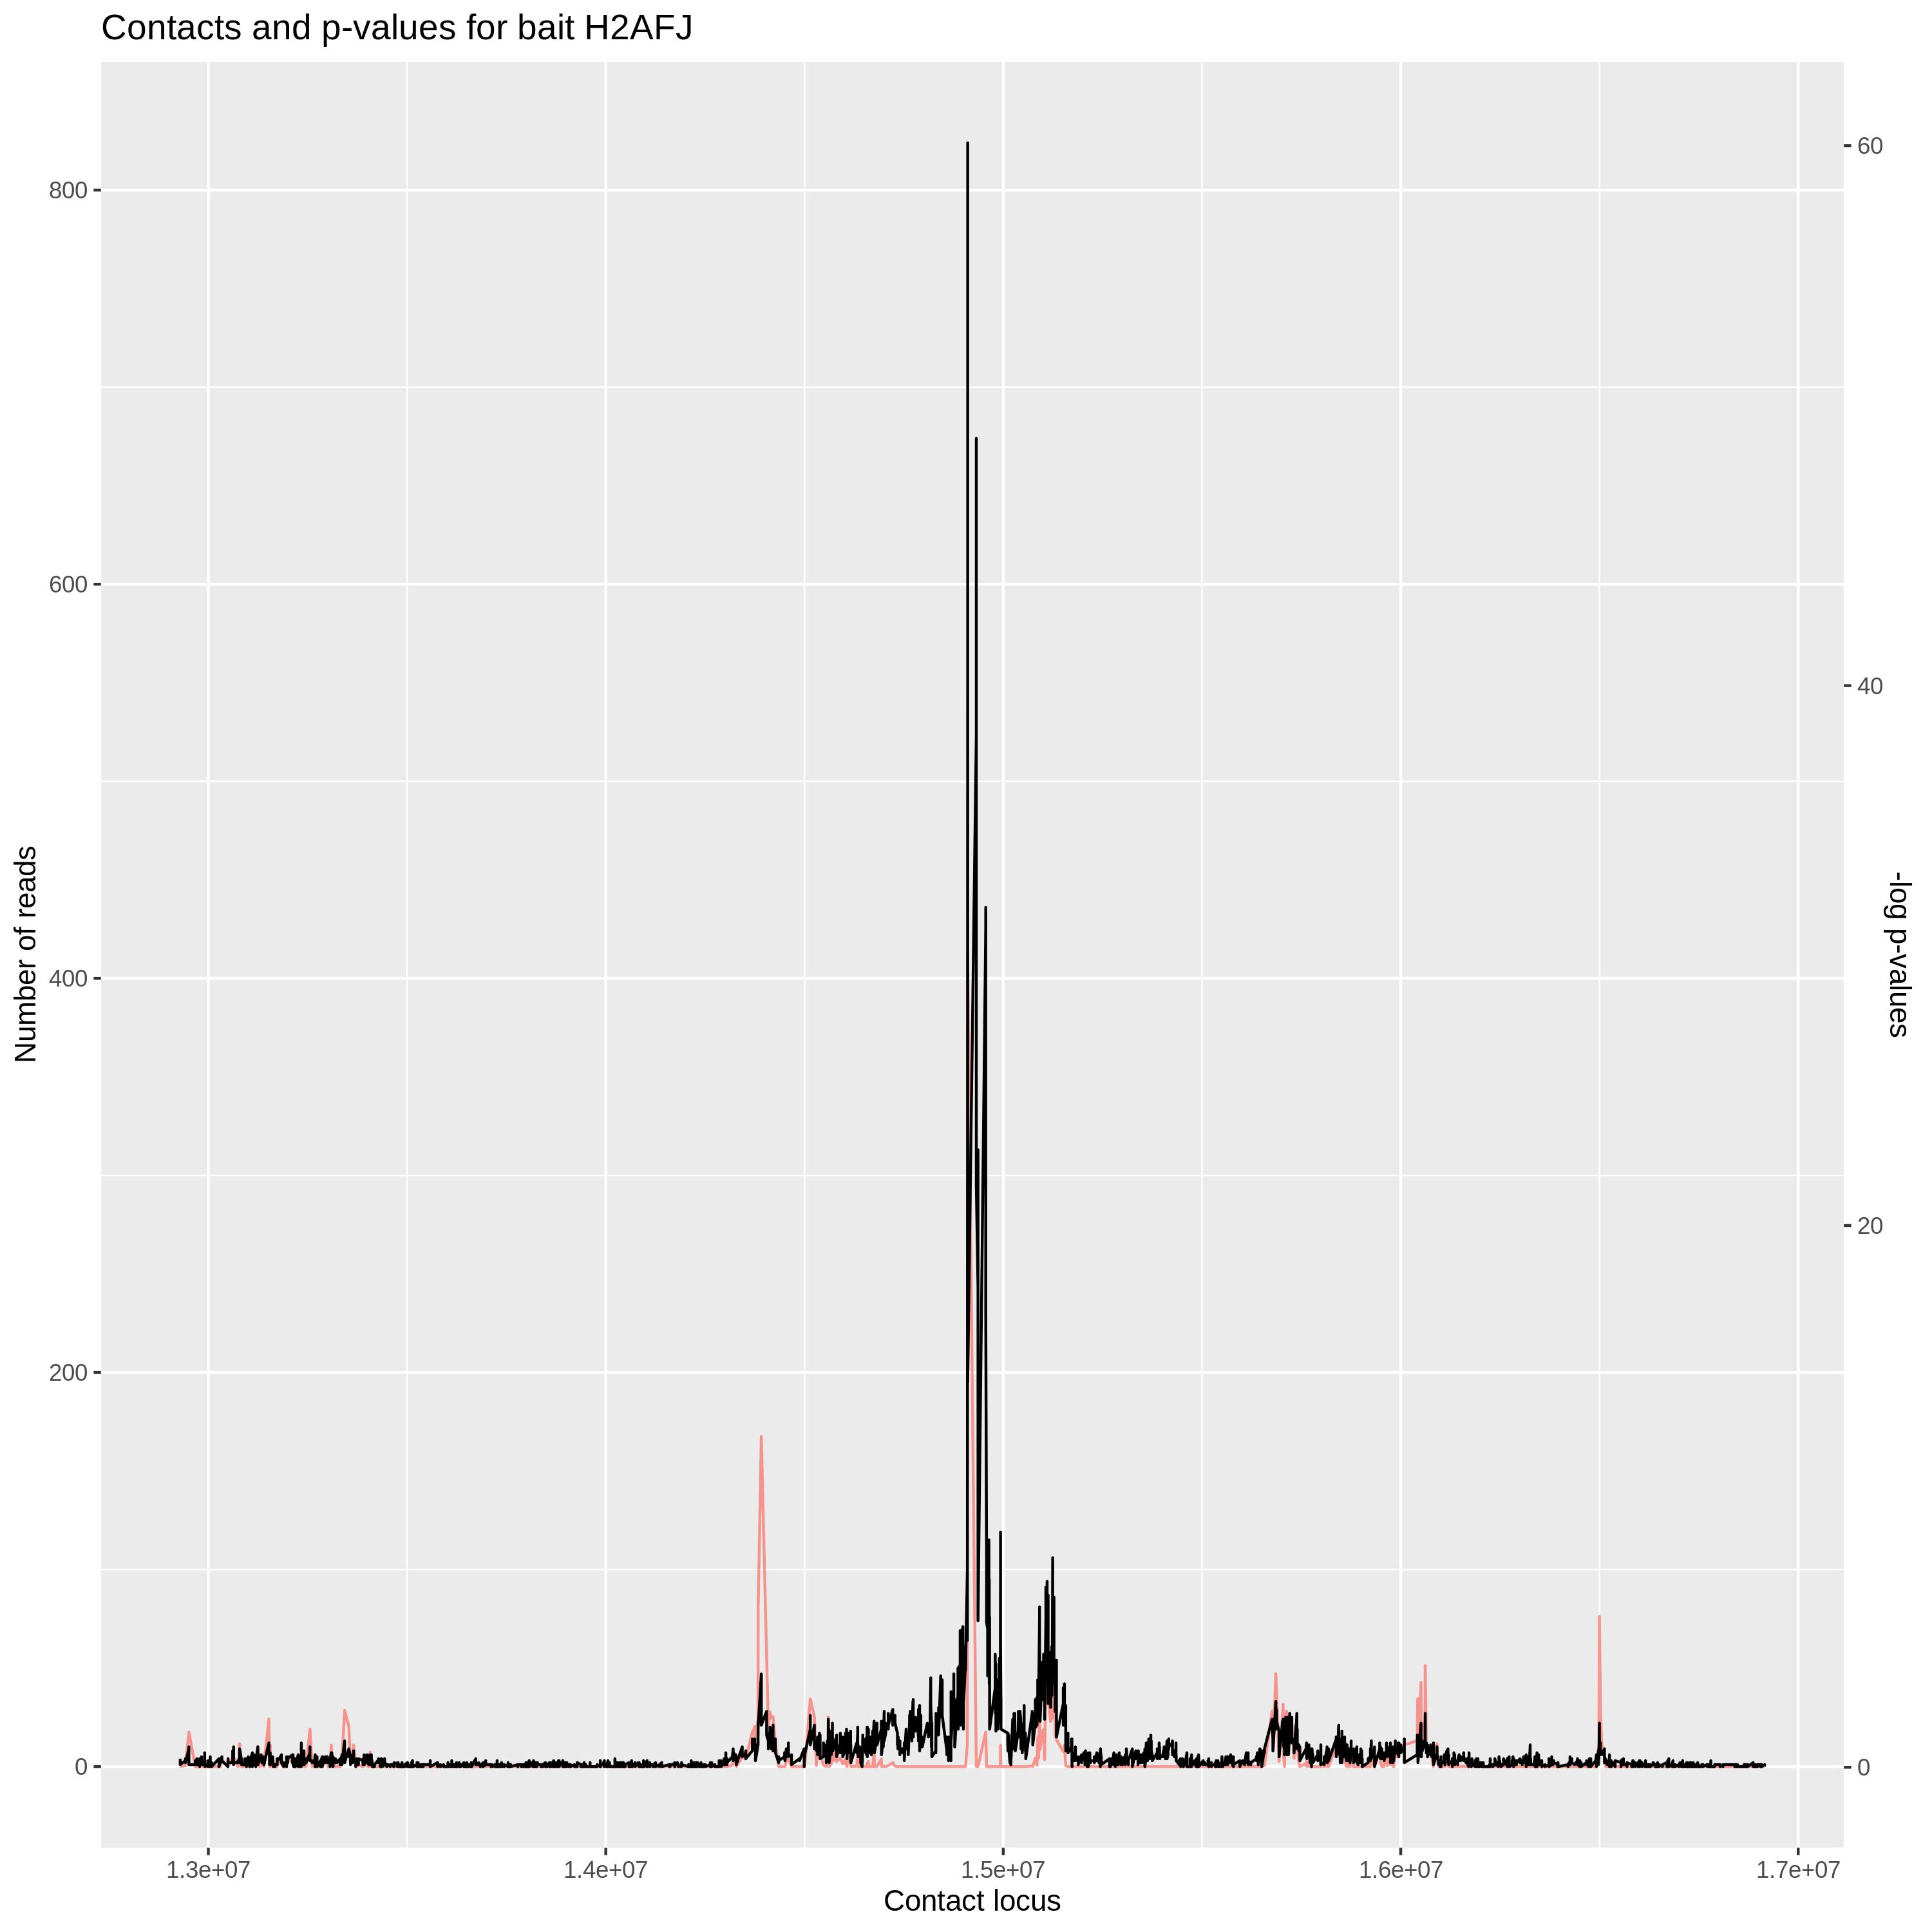 Contacts and p-values for bait H2AFJ
800
600
400
200
0
Number of reads
60
40
20
0
-log p-values
1.3e+07
1.4e+07
1.5e+07
1.6e+07
1.7e+07
Contact locus